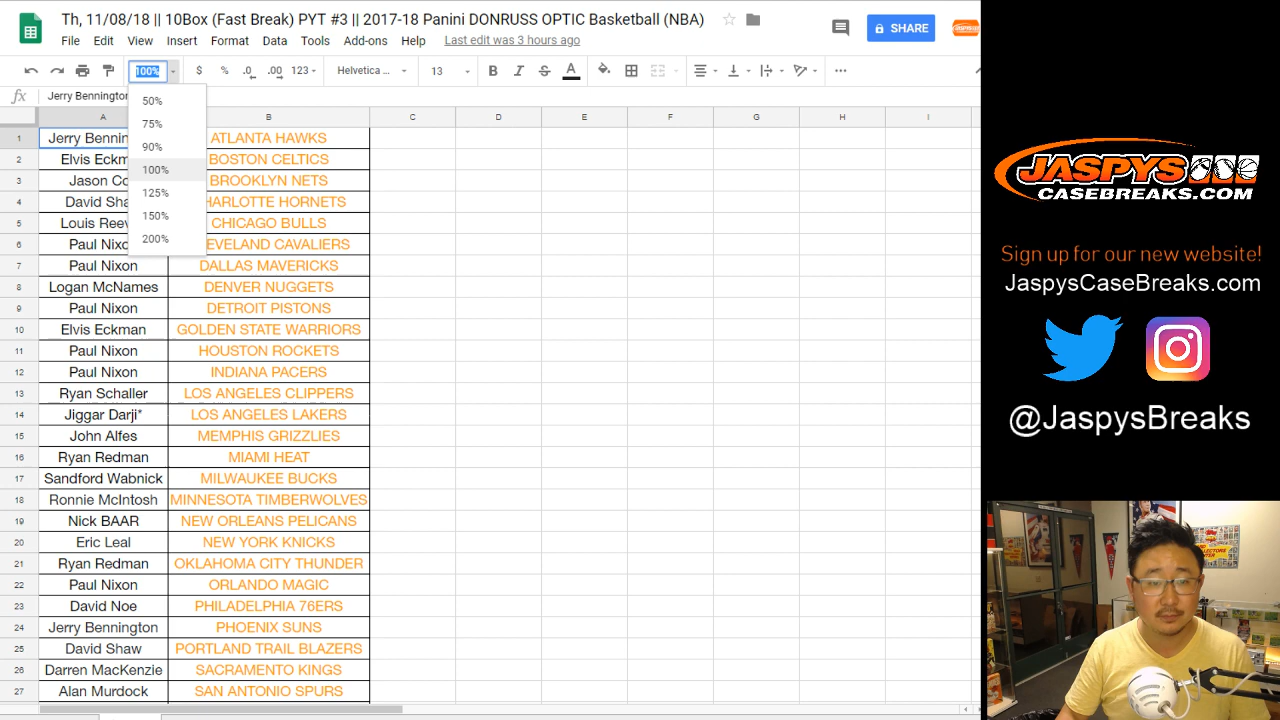 Th, 11/08/18 || 10Box (Fast Break) PYT #3 || 2017-18 Panini DONRUSS OPTIC Basketball (NBA)
SHARE
File Edit View Insert Format Data Tools Add-ons Help Last edit was 3 hours ago
100% $ % .0 .00 123 Helvetica ... 13 B I S A
fx Jerry Bennington
50%
75%
90%
100%
125%
150%
200%
A B C D E F G H I
1 Jerry Bennin ATLANTA HAWKS
2 Elvis Eckm BOSTON CELTICS
3 Jason Co BROOKLYN NETS
4 David Sha HARLOTTE HORNETS
5 Louis Reev CHICAGO BULLS
6 Paul Nixo EVELAND CAVALIERS
7 Paul Nixon DALLAS MAVERICKS
8 Logan McNames DENVER NUGGETS
9 Paul Nixon DETROIT PISTONS
10 Elvis Eckman GOLDEN STATE WARRIORS
11 Paul Nixon HOUSTON ROCKETS
12 Paul Nixon INDIANA PACERS
13 Ryan Schaller LOS ANGELES CLIPPERS
14 Jiggar Darji* LOS ANGELES LAKERS
15 John Alfes MEMPHIS GRIZZLIES
16 Ryan Redman MIAMI HEAT
17 Sandford Wabnick MILWAUKEE BUCKS
18 Ronnie McIntosh MINNESOTA TIMBERWOLVES
19 Nick BAAR NEW ORLEANS PELICANS
20 Eric Leal NEW YORK KNICKS
21 Ryan Redman OKLAHOMA CITY THUNDER
22 Paul Nixon ORLANDO MAGIC
23 David Noe PHILADELPHIA 76ERS
24 Jerry Bennington PHOENIX SUNS
25 David Shaw PORTLAND TRAIL BLAZERS
26 Darren MacKenzie SACRAMENTO KINGS
27 Alan Murdock SAN ANTONIO SPURS
JASPYS
CASEBREAKS.COM
Sign up for our new website!
JaspysCaseBreaks.com
@JaspysBreaks